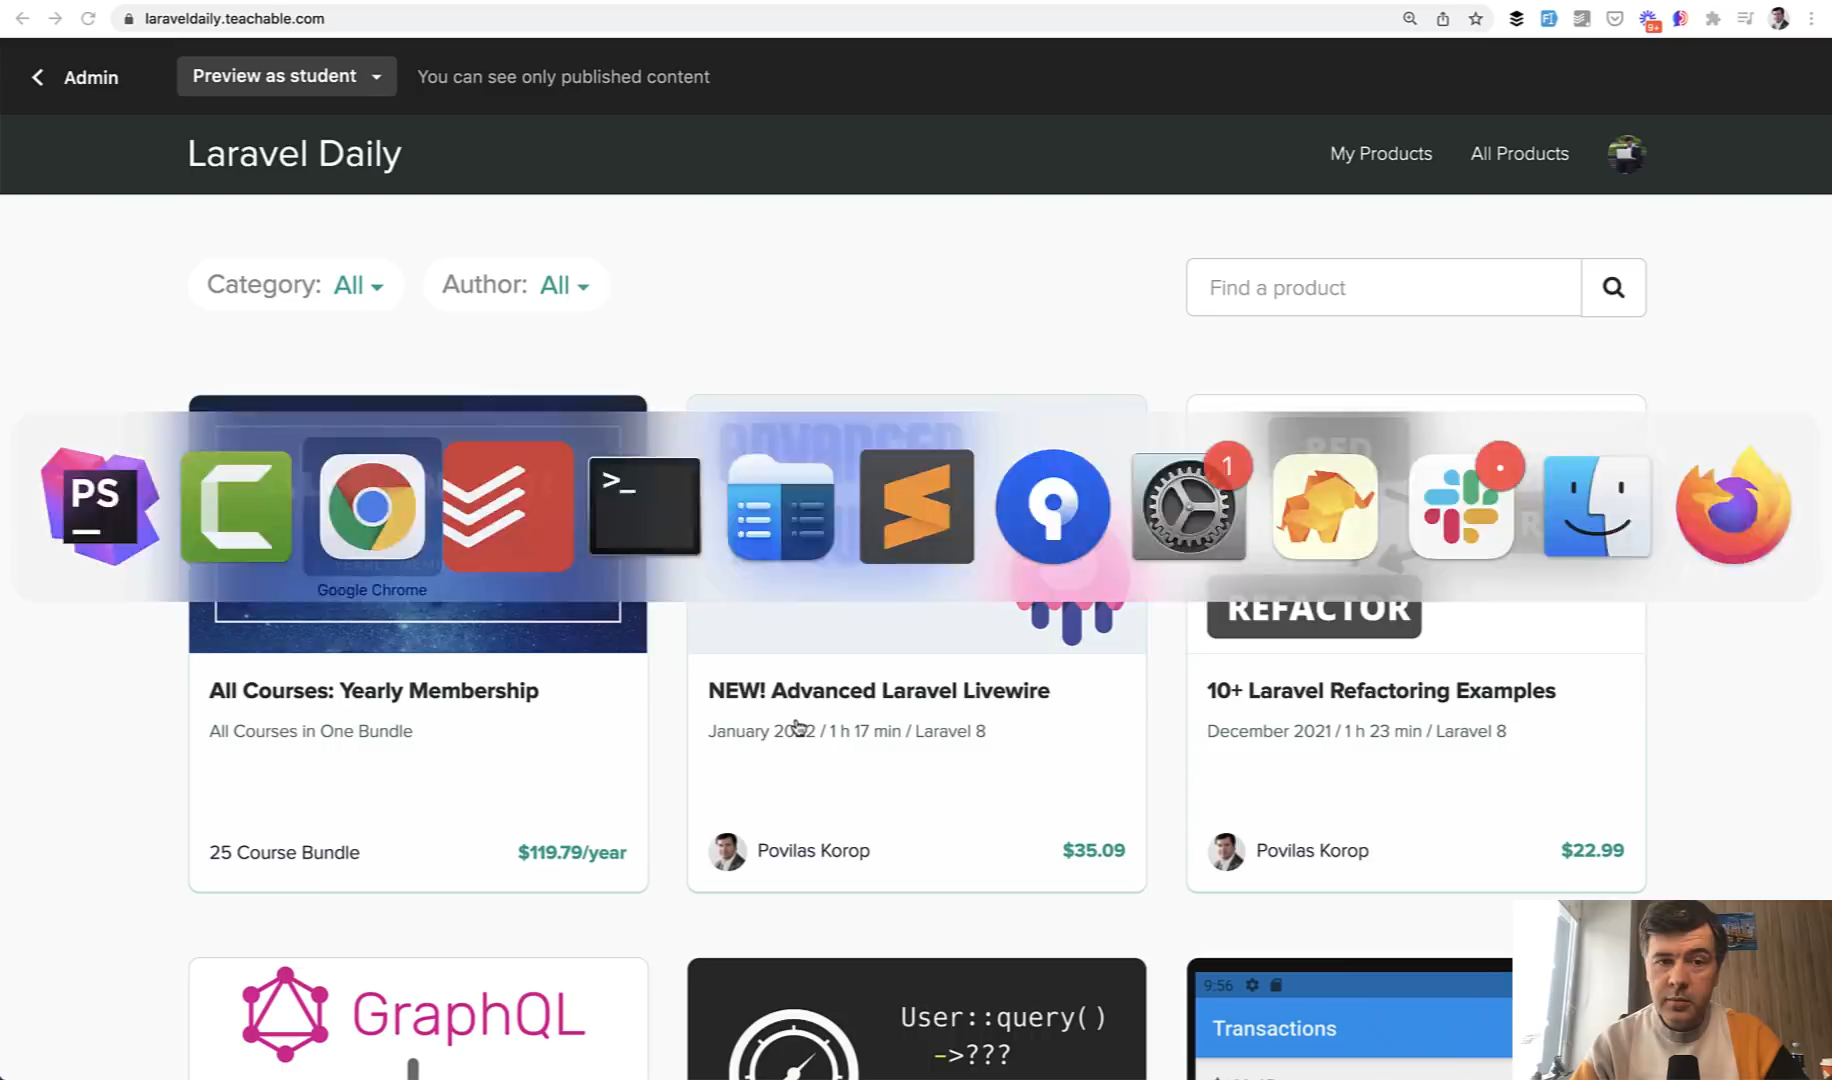 laraveldaily.teachable.com
9+
Admin
Preview as student
You can see only published content
Laravel Daily
My Products
All Products
Category: All
Author: All
Find a product
ADVANCED
RED
PS
>_
1
Google Chrome
REFACTOR
All Courses: Yearly Membership
All Courses in One Bundle
25 Course Bundle
$119.79/year
NEW! Advanced Laravel Livewire
January 2022 / 1 h 17 min / Laravel 8
Povilas Korop
$35.09
10+ Laravel Refactoring Examples
December 2021 / 1 h 23 min / Laravel 8
Povilas Korop
$22.99
GraphQL
User::query()
->???
9:56
Transactions